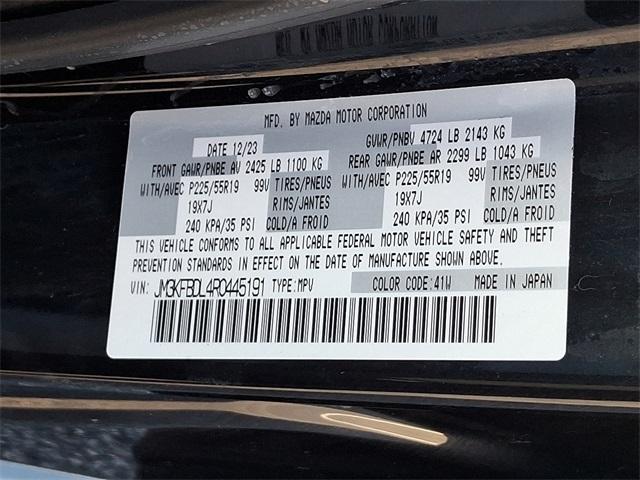 MFD. BY MAZDA MOTOR CORPORATION
DATE 12/23 GVWR/PNBV 4724 LB 2143 KG
FRONT GAWR/PNBE AV 2425 LB 1100 KG REAR GAWR/PNBE AR 2299 LB 1043 KG
WITH/AVEC P225/55R19 99V TIRES/PNEUS WITH/AVEC P225/55R19 99V TIRES/PNEUS
19X7J RIMS/JANTES 19X7J RIMS/JANTES
240 KPA/35 PSI COLD/A FROID 240 KPA/35 PSI COLD/A FROID
THIS VEHICLE CONFORMS TO ALL APPLICABLE FEDERAL MOTOR VEHICLE SAFETY AND THEFT
PREVENTION STANDARDS IN EFFECT ON THE DATE OF MANUFACTURE SHOWN ABOVE.
VIN: JM3KFBDL4R0445191 TYPE:MPV COLOR CODE:41W MADE IN JAPAN